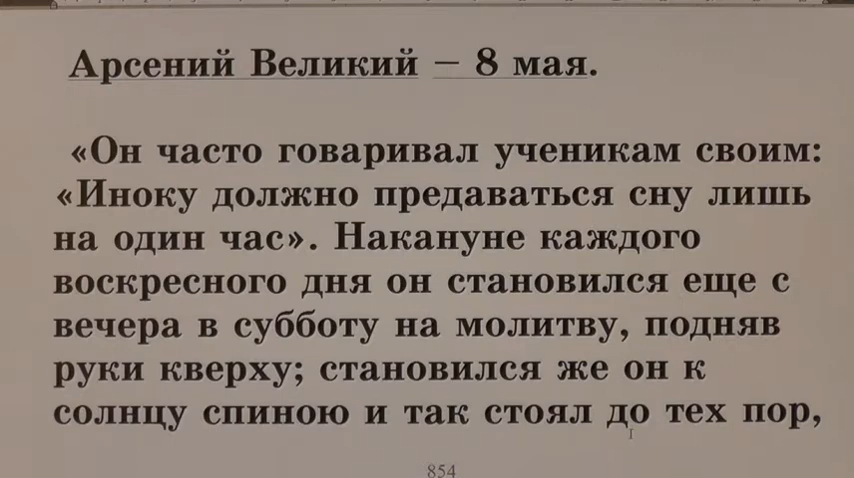 Арсений Великий – 8 мая.
«Он часто говаривал ученикам своим:
«Иноку должно предаваться сну лишь
на один час». Накануне каждого
воскресного дня он становился еще с
вечера в субботу на молитву, подняв
руки кверху; становился же он к
солнцу спиною и так стоял до тех пор,
854